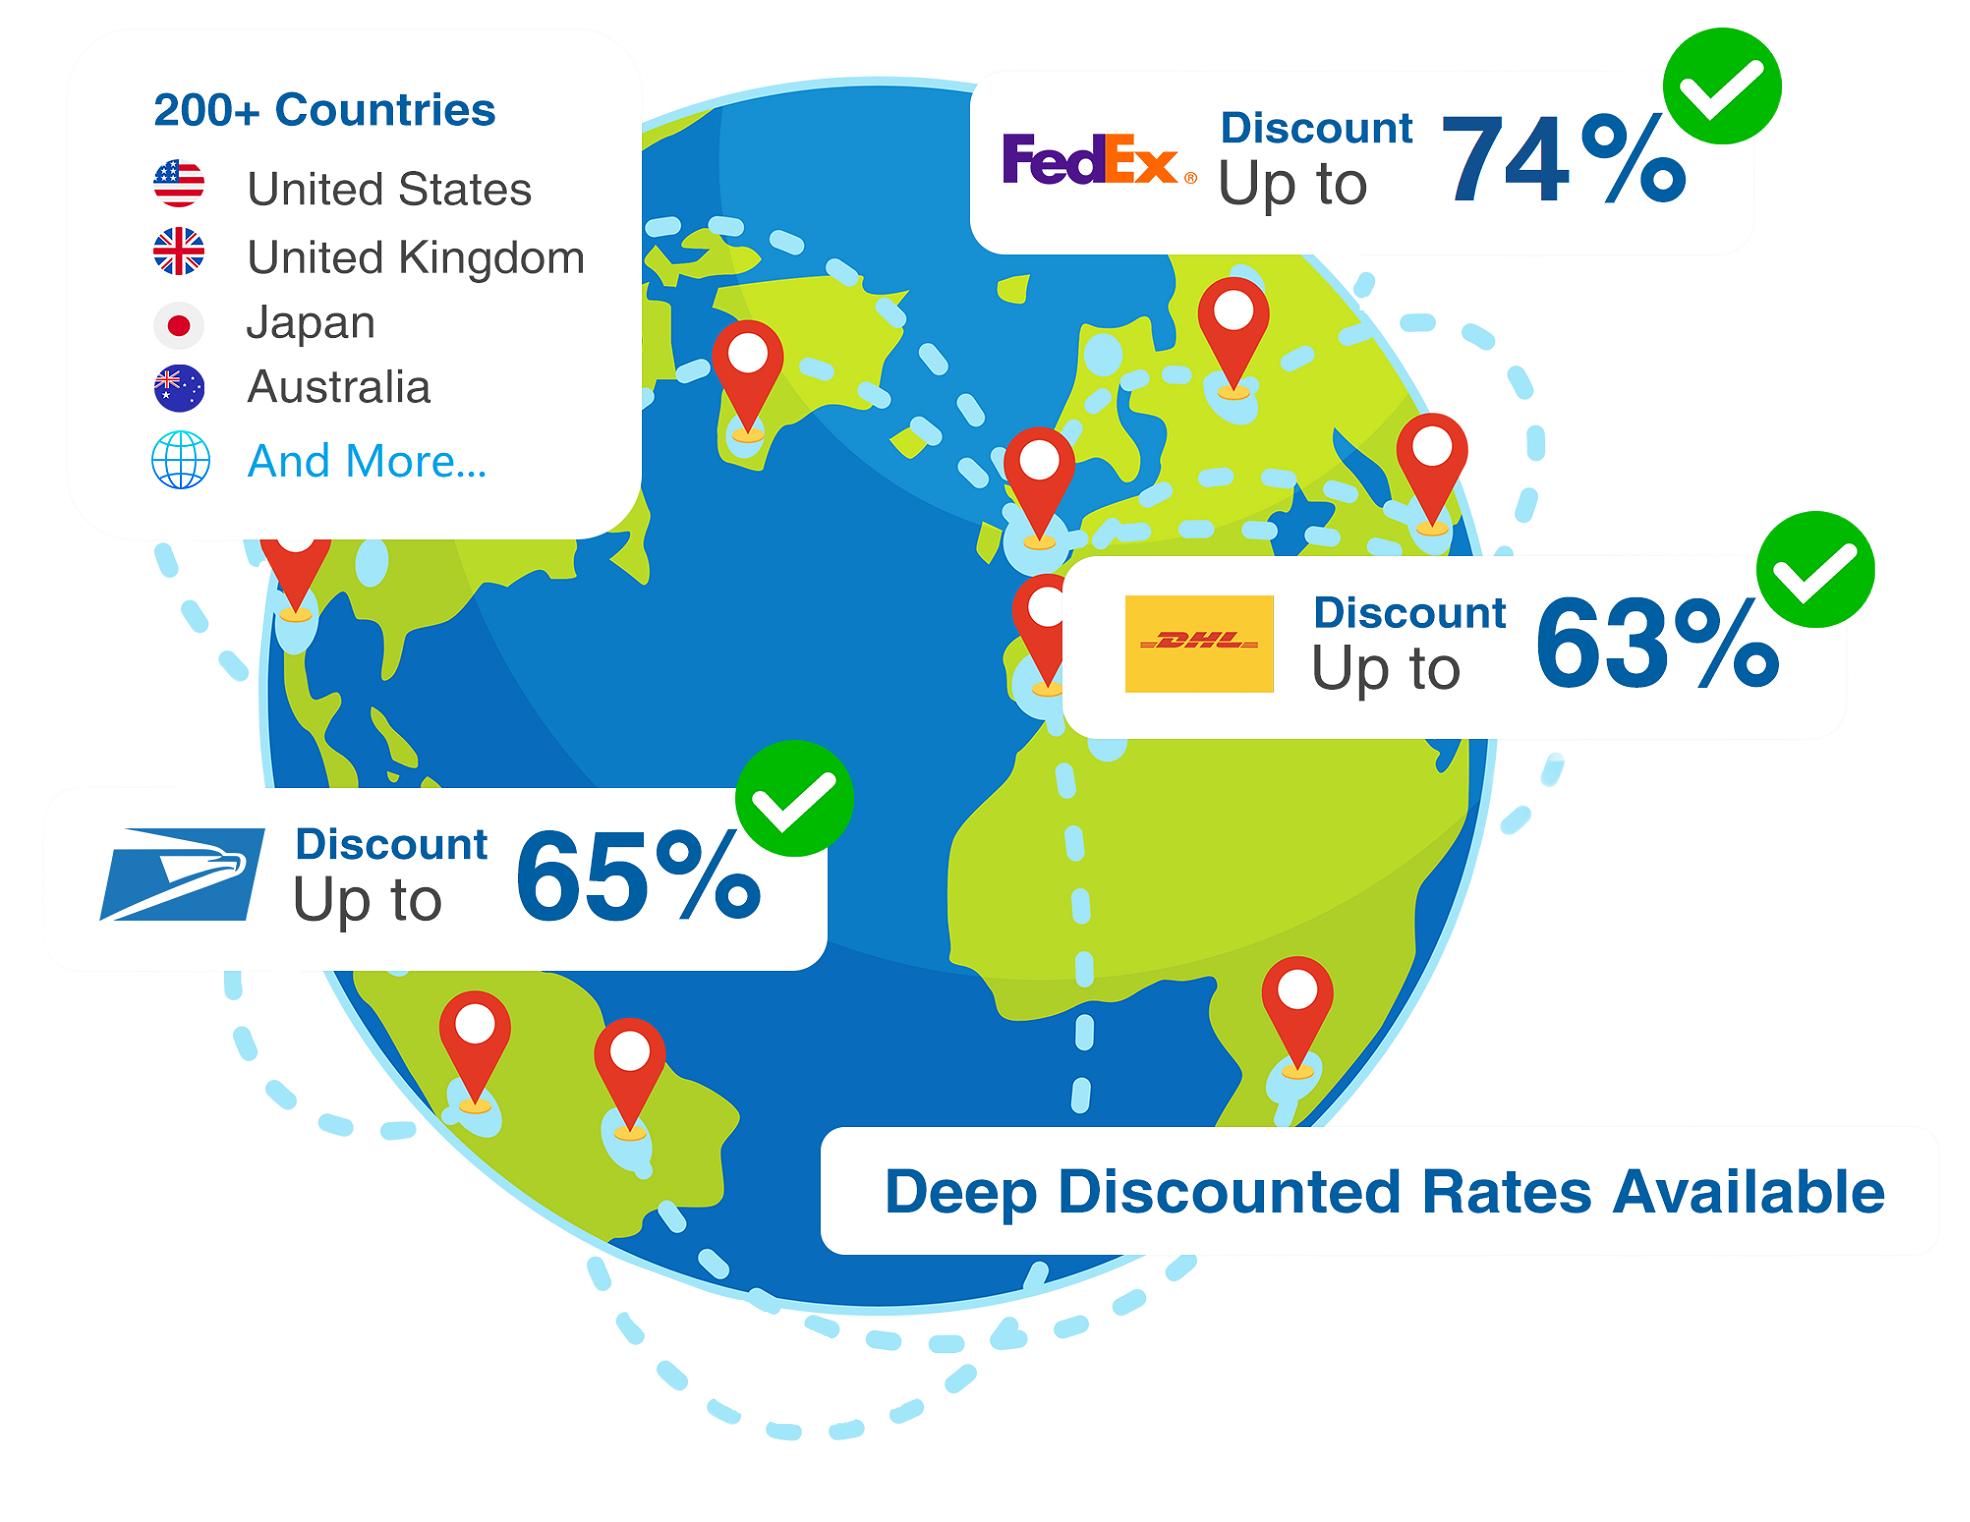 200+ Countries
United States
United Kingdom
Japan
Australia
And More...
FedEx®
Discount
Up to
74%
DHL
Discount
Up to
63%
Discount
Up to
65%
Deep Discounted Rates Available